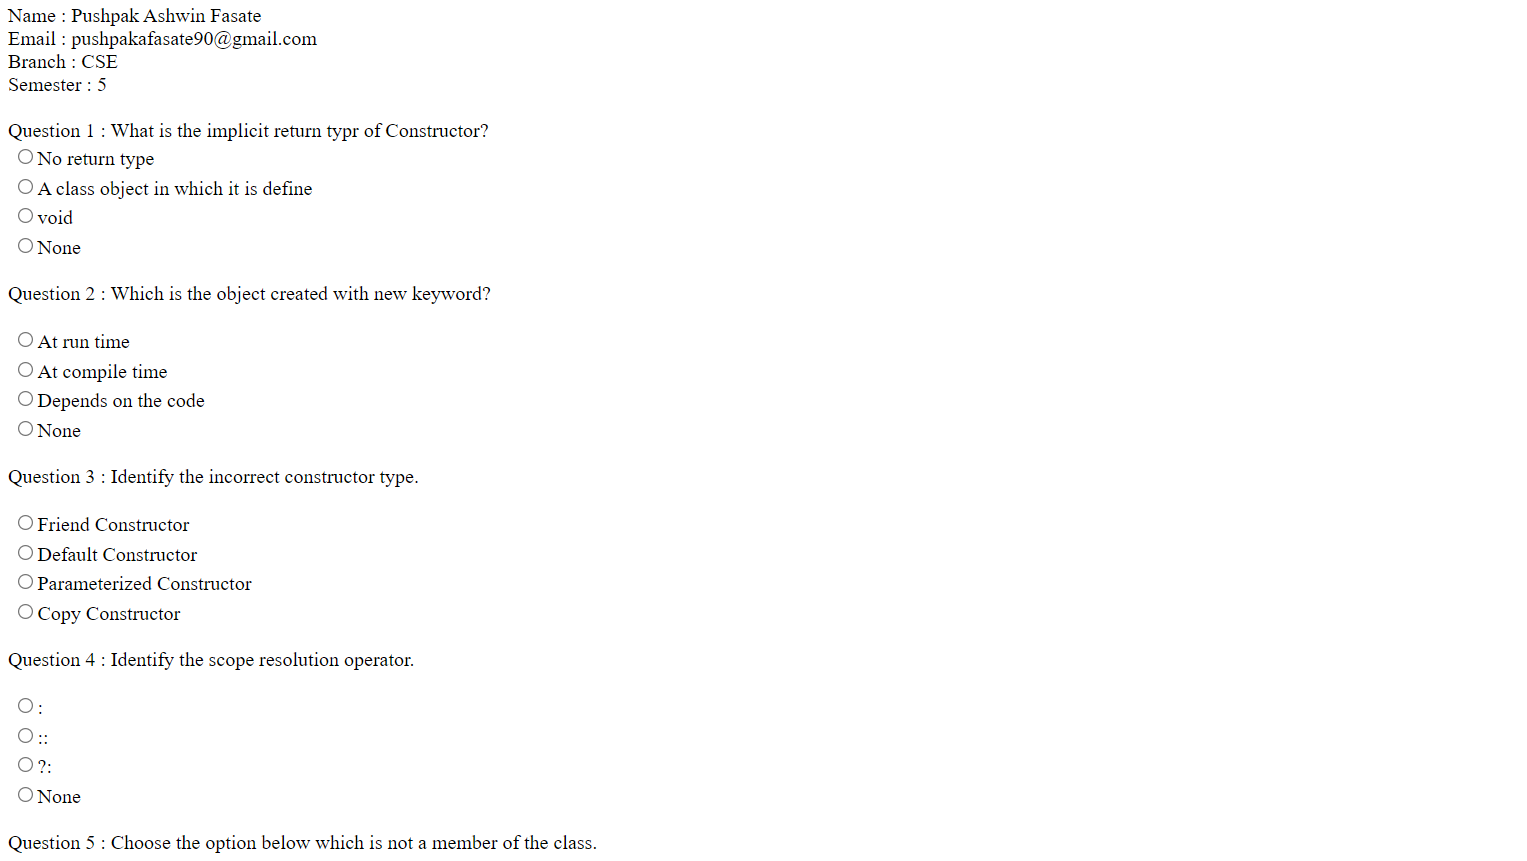 Name : Pushpak Ashwin Fasate
Email : pushpakafasate90@gmail.com
Branch : CSE
Semester : 5
Question 1 : What is the implicit return typr of Constructor?
No return type
A class object in which it is define
void
None
Question 2 : Which is the object created with new keyword?
At run time
At compile time
Depends on the code
None
Question 3 : Identify the incorrect constructor type.
Friend Constructor
Default Constructor
Parameterized Constructor
Copy Constructor
Question 4 : Identify the scope resolution operator.
:
::
?:
None
Question 5 : Choose the option below which is not a member of the class.